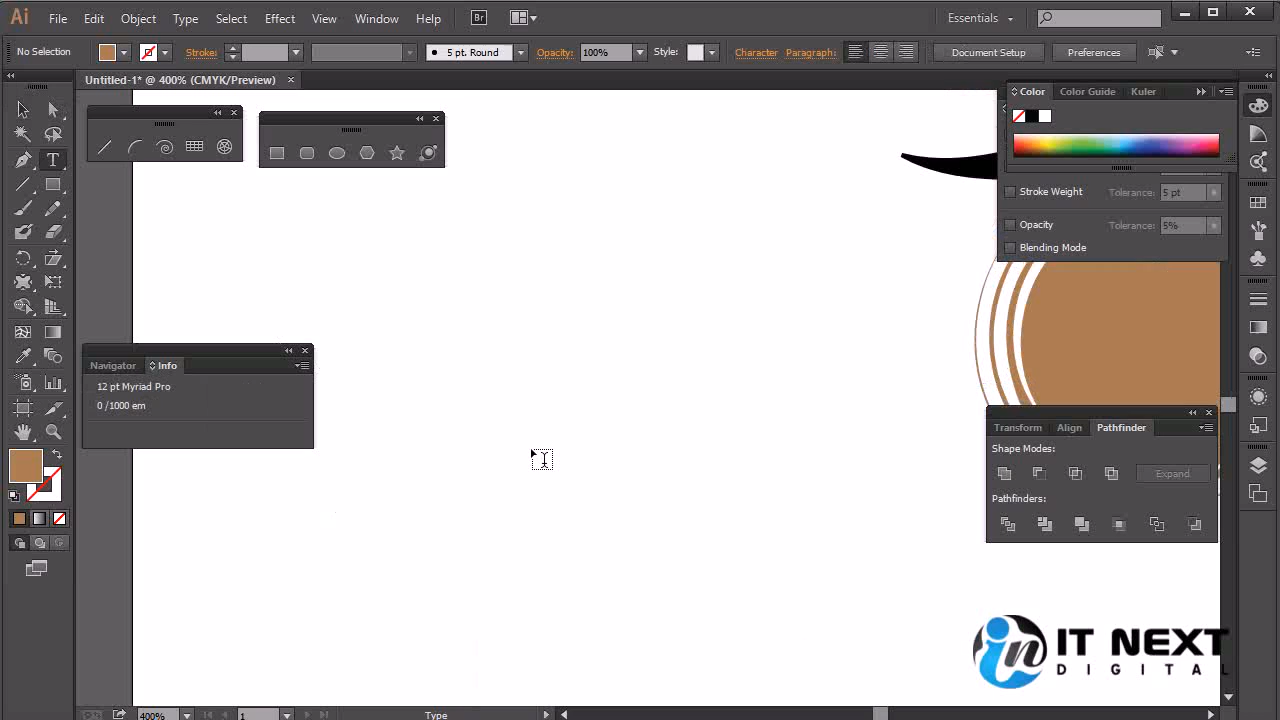 Ai File Edit Object Type Select Effect View Window Help Br Essentials
No Selection Stroke: 5 pt. Round Opacity: 100% Style: Character Paragraph: Document Setup Preferences
Untitled-1* @ 400% (CMYK/Preview)
Color Color Guide Kuler
Stroke Weight Tolerance: 5 pt
Opacity Tolerance: 5%
Blending Mode
Navigator Info
12 pt Myriad Pro
0 /1000 em
Transform Align Pathfinder
Shape Modes:
Expand
Pathfinders:
in IT NEXT
DIGITAL
400% 1 Type